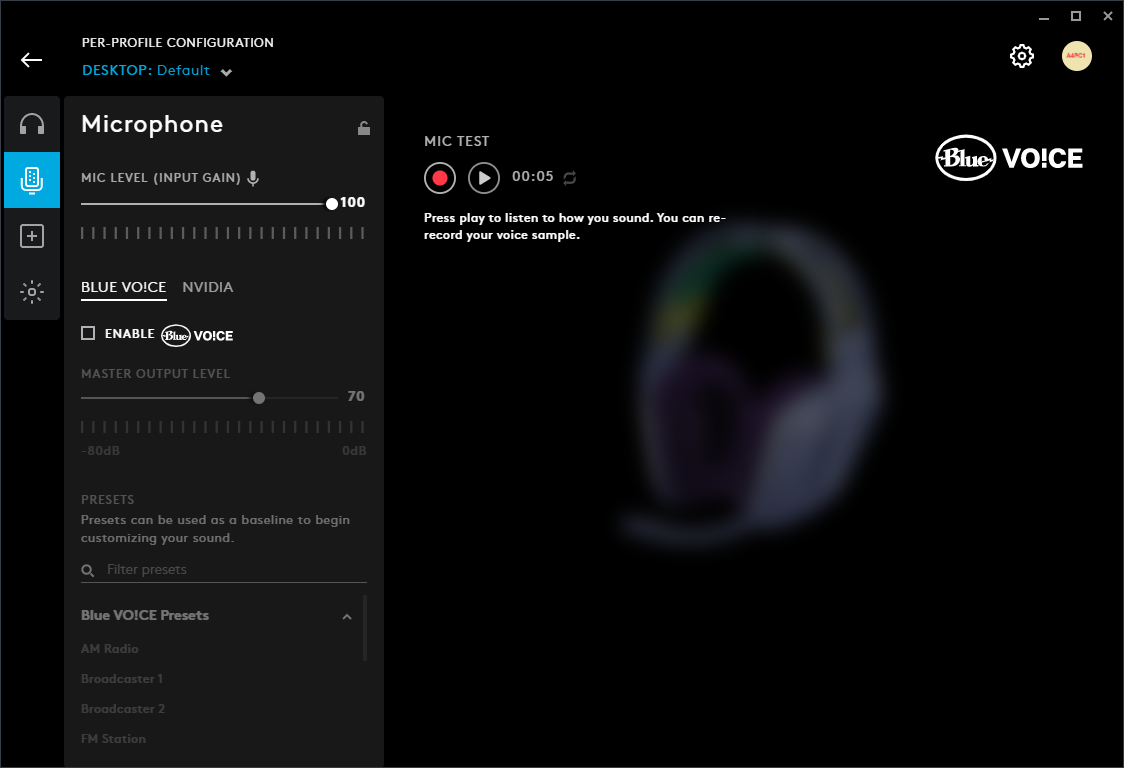 PER-PROFILE CONFIGURATION
DESKTOP: Default
Microphone
MIC LEVEL (INPUT GAIN)
100
BLUE VO!CE NVIDIA
ENABLE Blue VO!CE
MASTER OUTPUT LEVEL
70
-80dB 0dB
PRESETS
Presets can be used as a baseline to begin
customizing your sound.
Filter presets
Blue VO!CE Presets
AM Radio
Broadcaster 1
Broadcaster 2
FM Station
MIC TEST
00:05
Press play to listen to how you sound. You can re-
record your voice sample.
Blue VO!CE